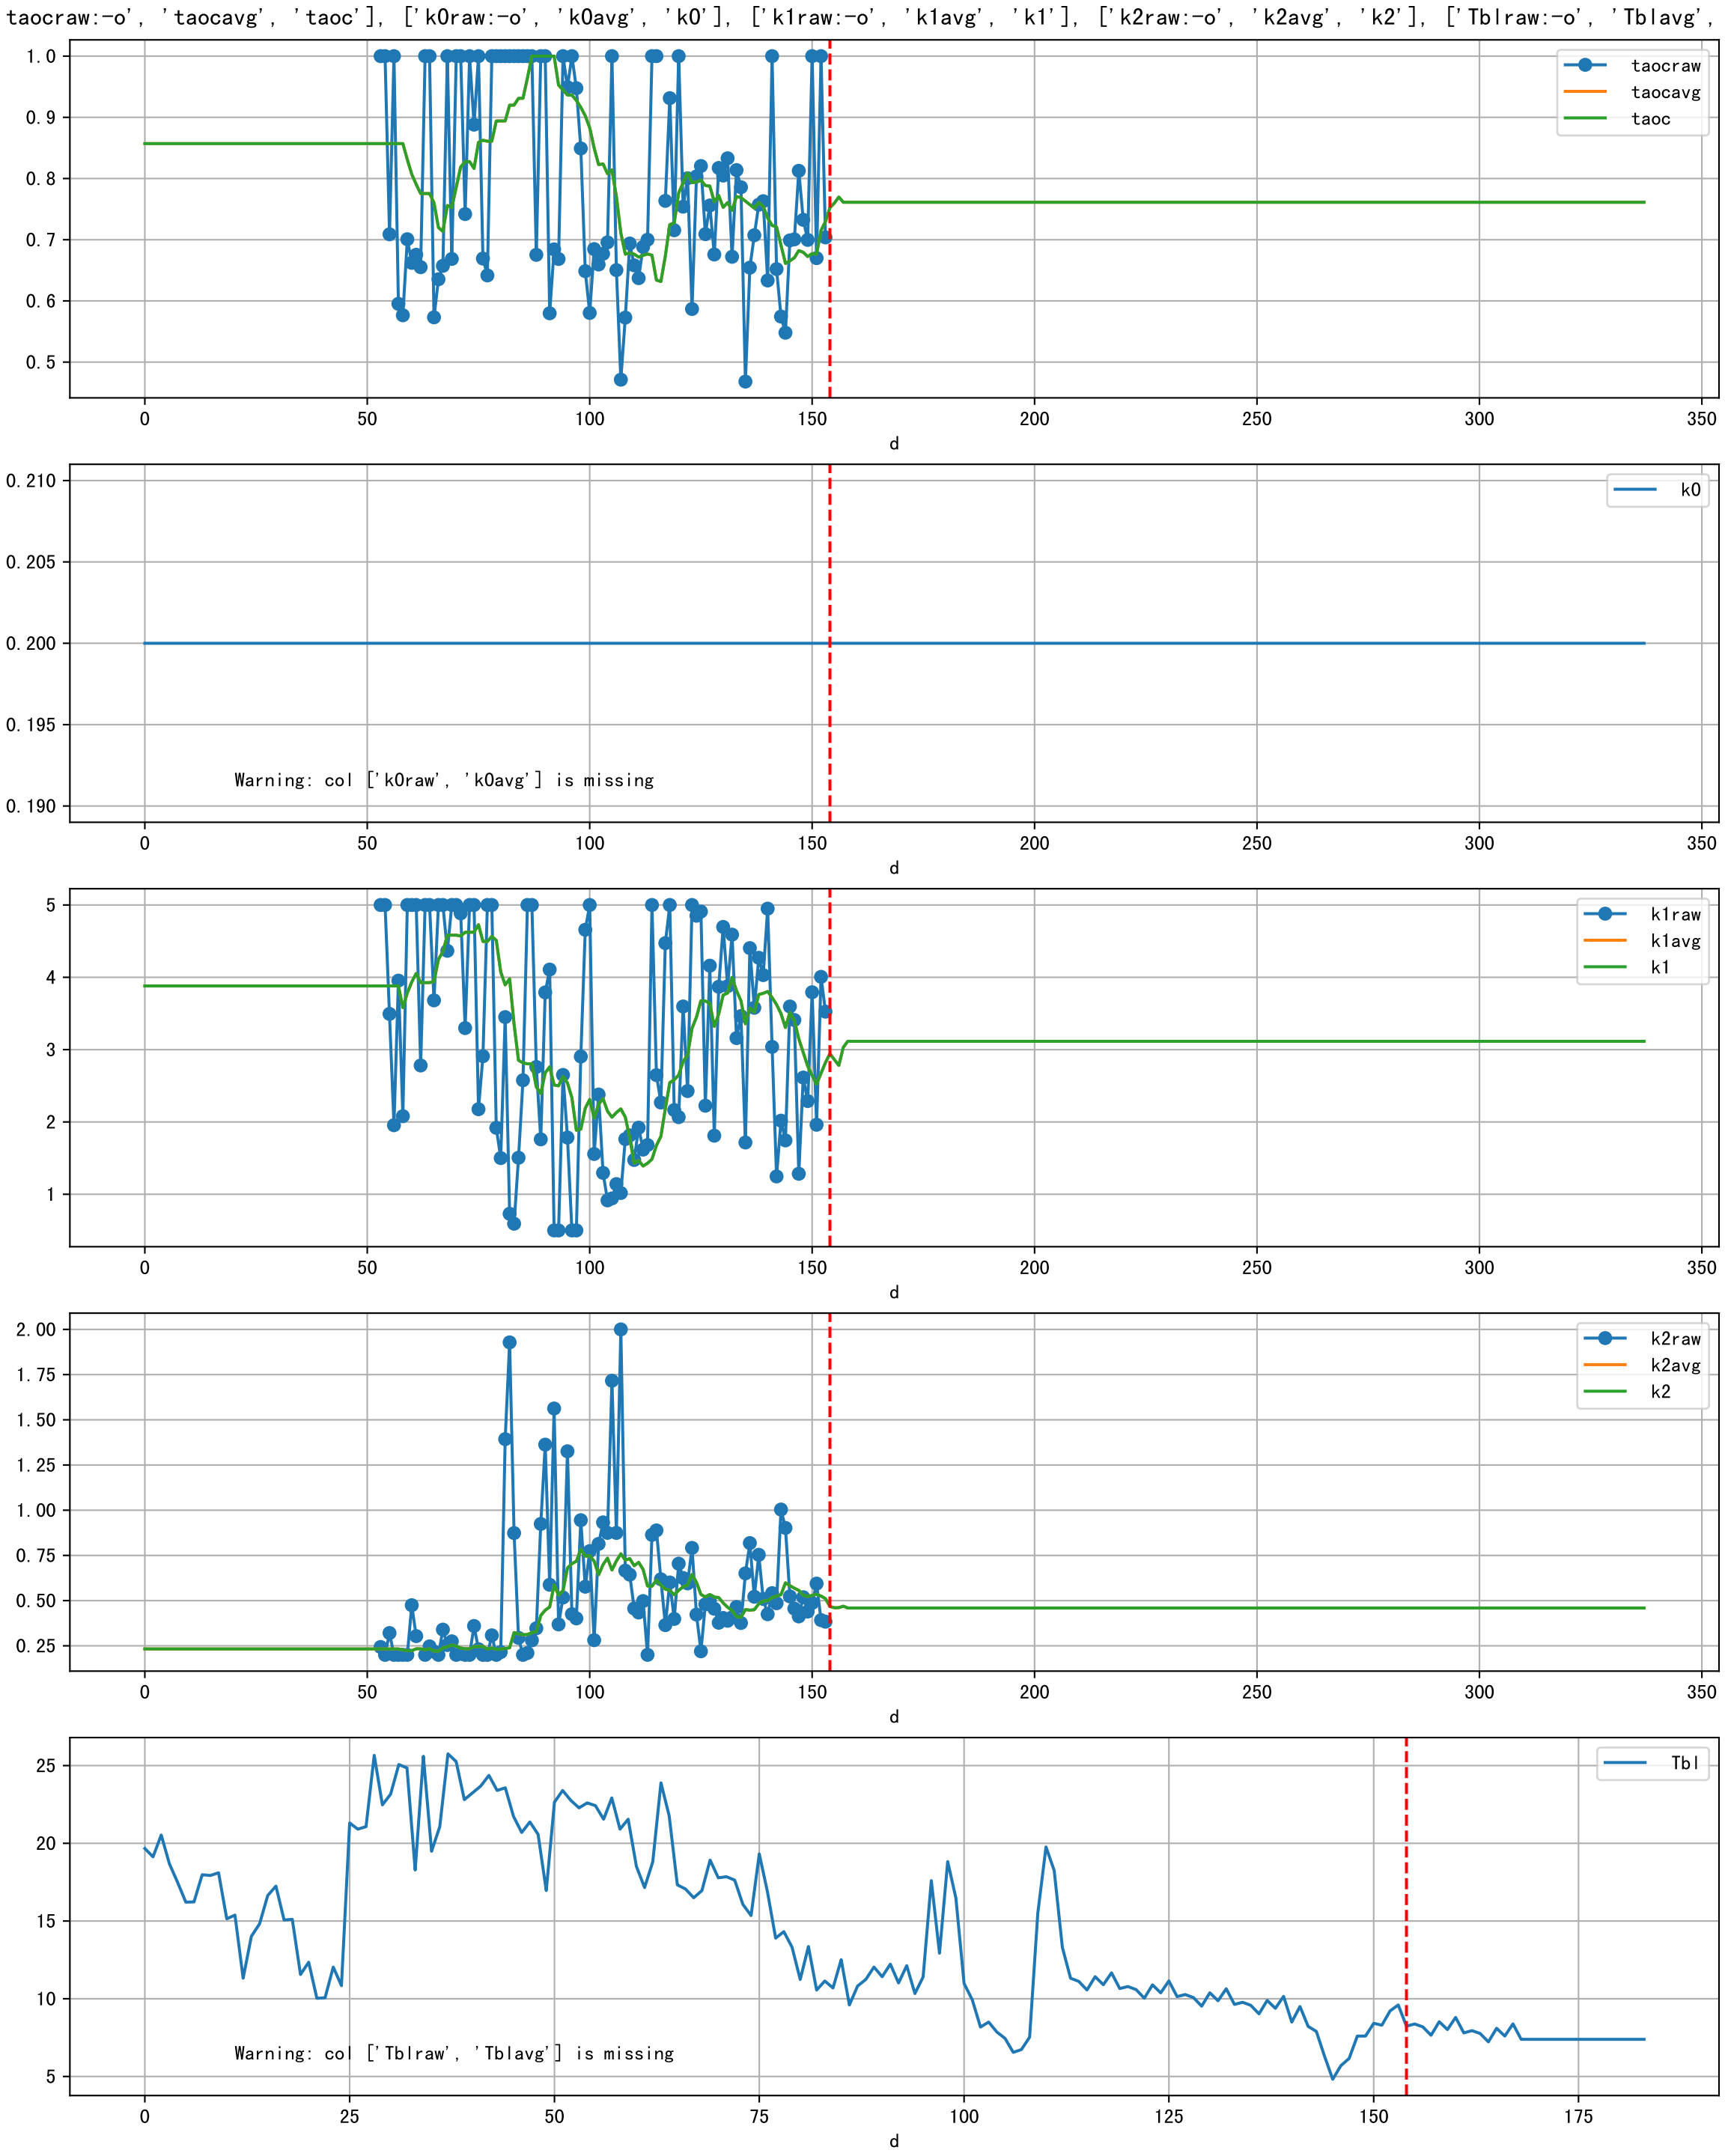 taocraw:-o', 'taocavg', 'taoc'], ['k0raw:-o', 'k0avg', 'k0'], ['k1raw:-o', 'k1avg', 'k1'], ['k2raw:-o', 'k2avg', 'k2'], ['Tblraw:-o', 'Tblavg',
1.0
0.9
0.8
0.7
0.6
0.5
taocraw
taocavg
taoc
0 50 100 150 200 250 300 350
d
0.210
0.205
0.200
0.195
0.190
k0
Warning: col ['k0raw', 'k0avg'] is missing
0 50 100 150 200 250 300 350
d
5
4
3
2
1
k1raw
k1avg
k1
0 50 100 150 200 250 300 350
d
2.00
1.75
1.50
1.25
1.00
0.75
0.50
0.25
k2raw
k2avg
k2
0 50 100 150 200 250 300 350
d
25
20
15
10
5
Tbl
Warning: col ['Tblraw', 'Tblavg'] is missing
0 25 50 75 100 125 150 175
d